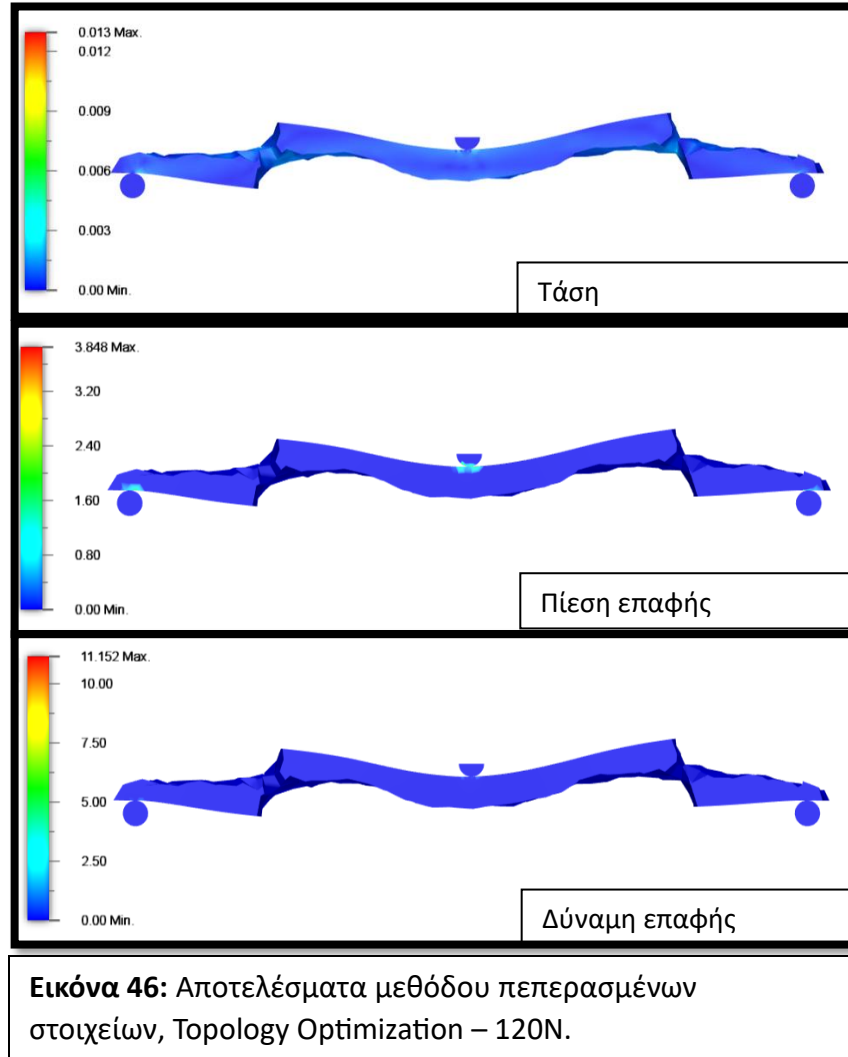 0.013 Max.
0.012
0.009
0.006
0.003
0.00 Min.
Τάση
3.848 Max.
3.20
2.40
1.60
0.80
0.00 Min.
Πίεση επαφής
11.152 Max.
10.00
7.50
5.00
2.50
0.00 Min.
Δύναμη επαφής
Εικόνα 46: Αποτελέσματα μεθόδου πεπερασμένων
στοιχείων, Topology Optimization – 120N.